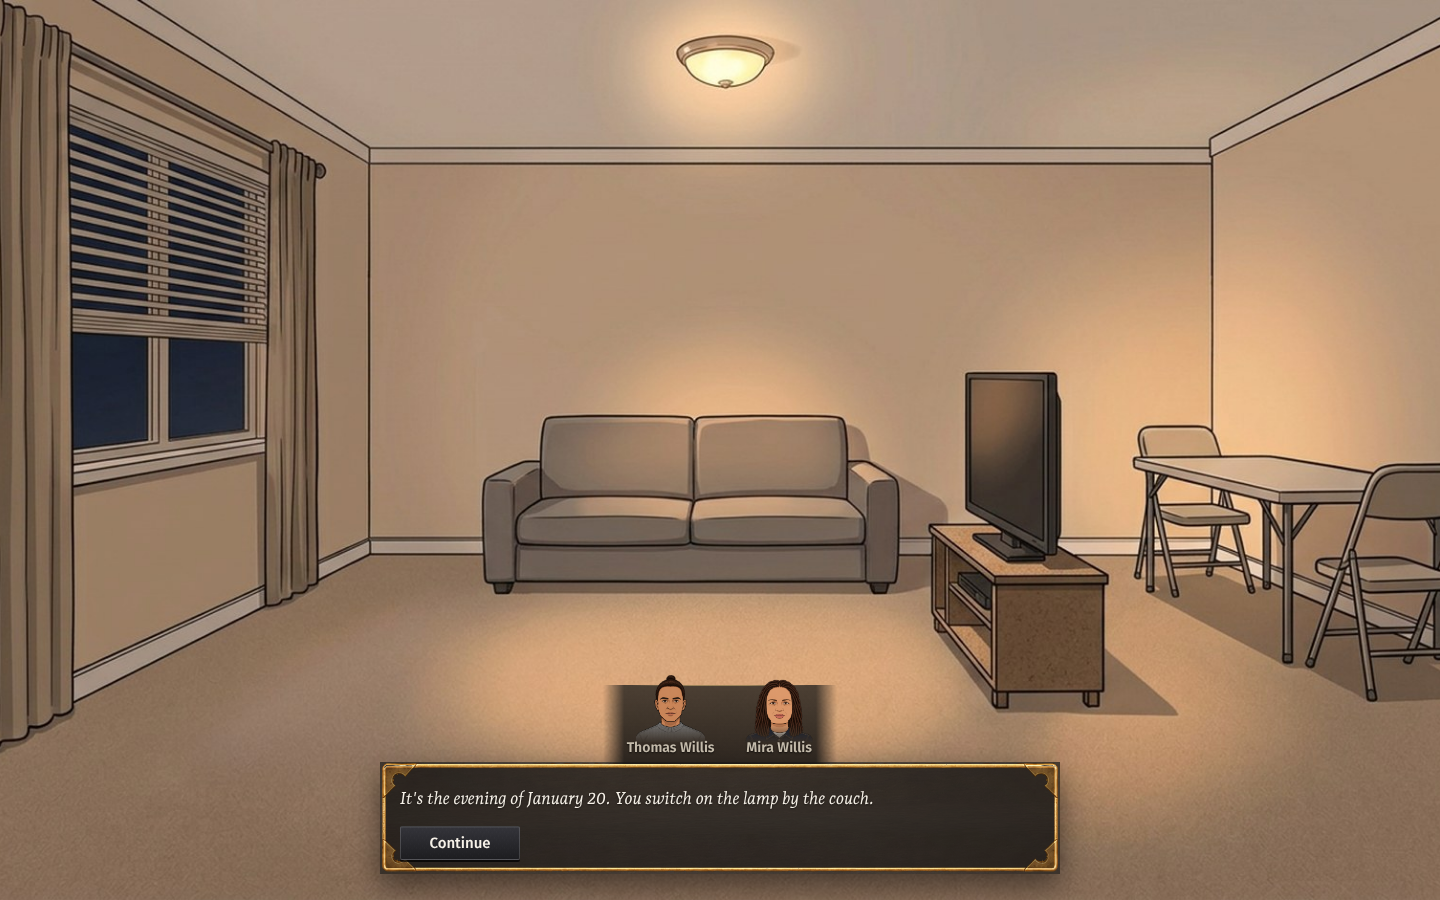 Thomas Willis
Mira Willis
It's the evening of January 20. You switch on the lamp by the couch.
Continue